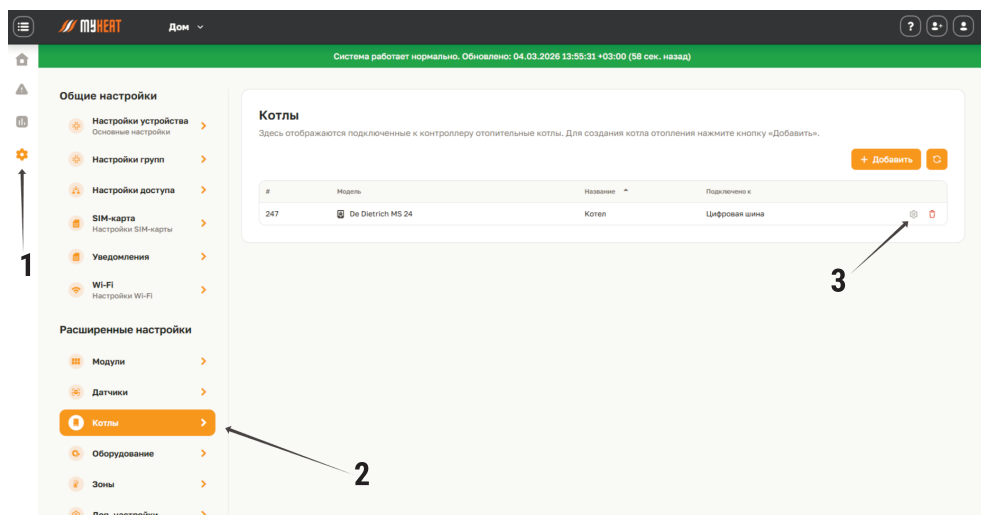 MYHEAT
Дом
?
Система работает нормально. Обновлено: 04.03.2026 13:55:31 +03:00 (58 сек. назад)
Общие настройки
Настройки устройства
Основные настройки
Настройки групп
Настройки доступа
SIM-карта
Настройки SIM-карты
Уведомления
Wi-Fi
Настройки Wi-Fi
Расширенные настройки
Модули
Датчики
Котлы
Оборудование
Зоны
Доп. настройки
Котлы
Здесь отображаются подключенные к контроллеру отопительные котлы. Для создания котла отопления нажмите кнопку «Добавить».
+ Добавить
# Модель Название Подключено к
247 De Dietrich MS 24 Котел Цифровая шина
1
2
3